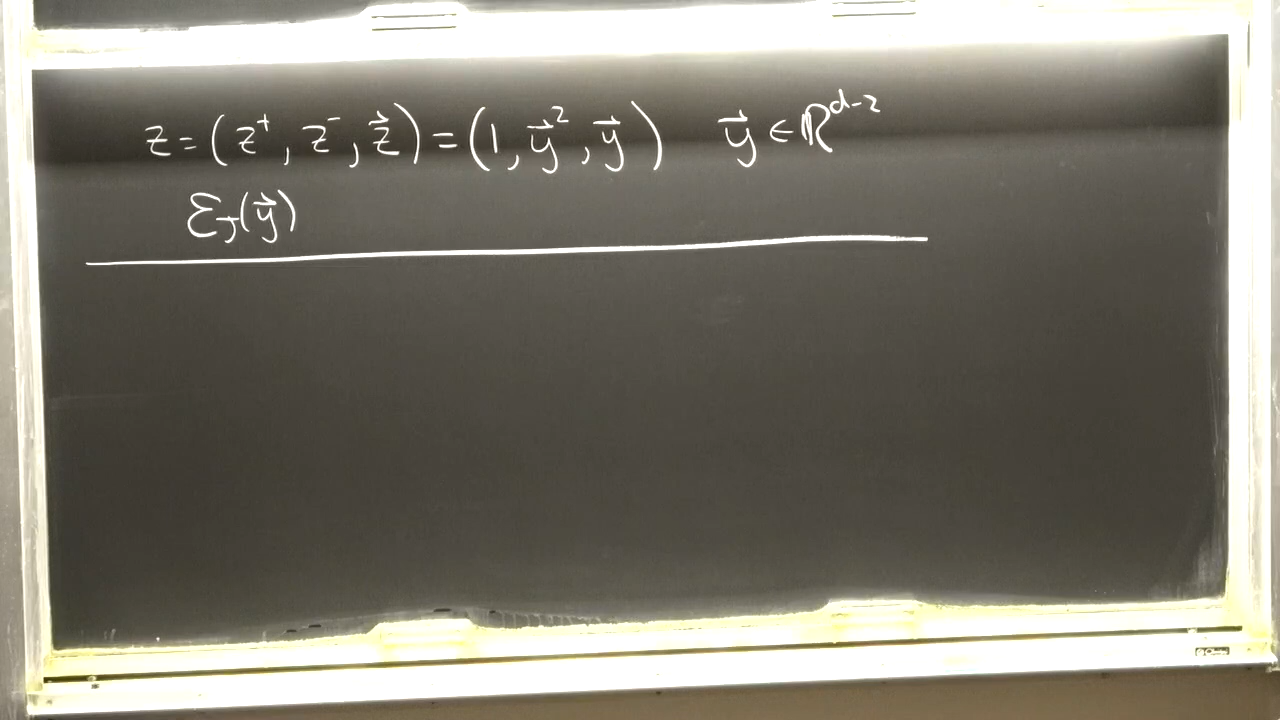 z = (z⁺, z⁻, z⃗) = (1, y⃗², y⃗)   y⃗ ∈ ℝ^{d-2}
ℰ_J(y⃗)